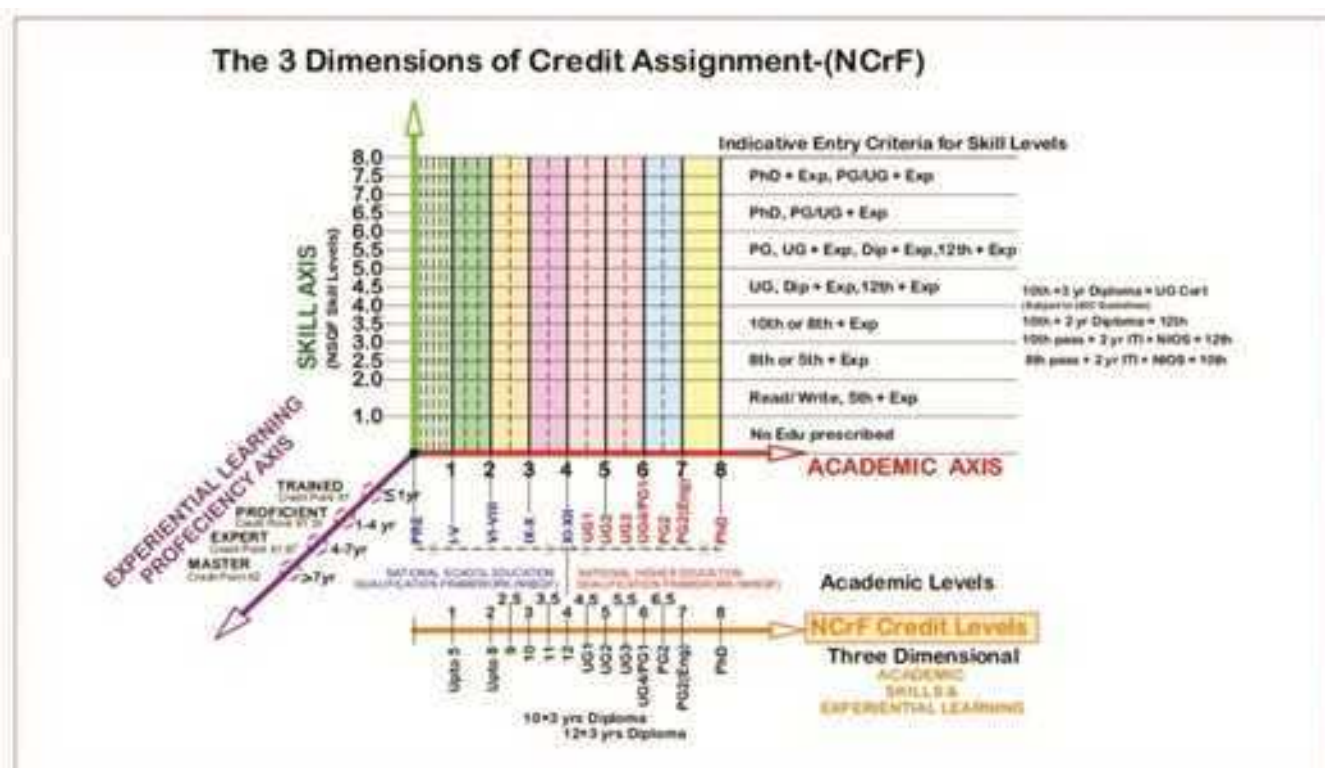 The 3 Dimensions of Credit Assignment-(NCrF)
Indicative Entry Criteria for Skill Levels
8.0
7.5
7.0
6.5
6.0
5.5
5.0
4.5
4.0
3.5
3.0
2.5
2.0
1.0
SKILL AXIS
(NSQF Skill Levels)
PhD + Exp, PG/UG + Exp
PhD, PG/UG + Exp
PG, UG + Exp, Dip + Exp,12th + Exp
UG, Dip + Exp,12th + Exp
10th or 8th + Exp
8th or 5th + Exp
Read/ Write, 5th + Exp
No Edu prescribed
10th +3 yr Diploma = UG Cert
10th + 2 yr Diploma = 12th
10th pass + 2 yr ITI + NIOS = 12th
8th pass + 2 yr ITI + NIOS = 10th
ACADEMIC AXIS
1 2 3 4 5 6 7 8
PRE I-V VI-VIII IX-X XI-XII UG1 UG2 UG3 UG4/PG1 PG2 PG2(Eng) PhD
EXPERIENTIAL LEARNING
PROFECIENCY AXIS
TRAINED
≤1yr
PROFICIENT
1-4 yr
EXPERT
4-7yr
MASTER
>7yr
NATIONAL SCHOOL EDUCATION
QUALIFICATION FRAMEWORK
NATIONAL HIGHER EDUCATION
QUALIFICATION FRAMEWORK
Academic Levels
2.5 3.5 4.5 5.5 6.5
1 2 3 4 5 6 7 8
NCrF Credit Levels
Upto 5 Upto 8 9 10 11 12 UG1 UG2 UG3 UG4/PG1 PG2 PG2(Eng) PhD
Three Dimensional
ACADEMIC
SKILLS &
EXPERIENTIAL LEARNING
10+3 yrs Diploma
12+3 yrs Diploma